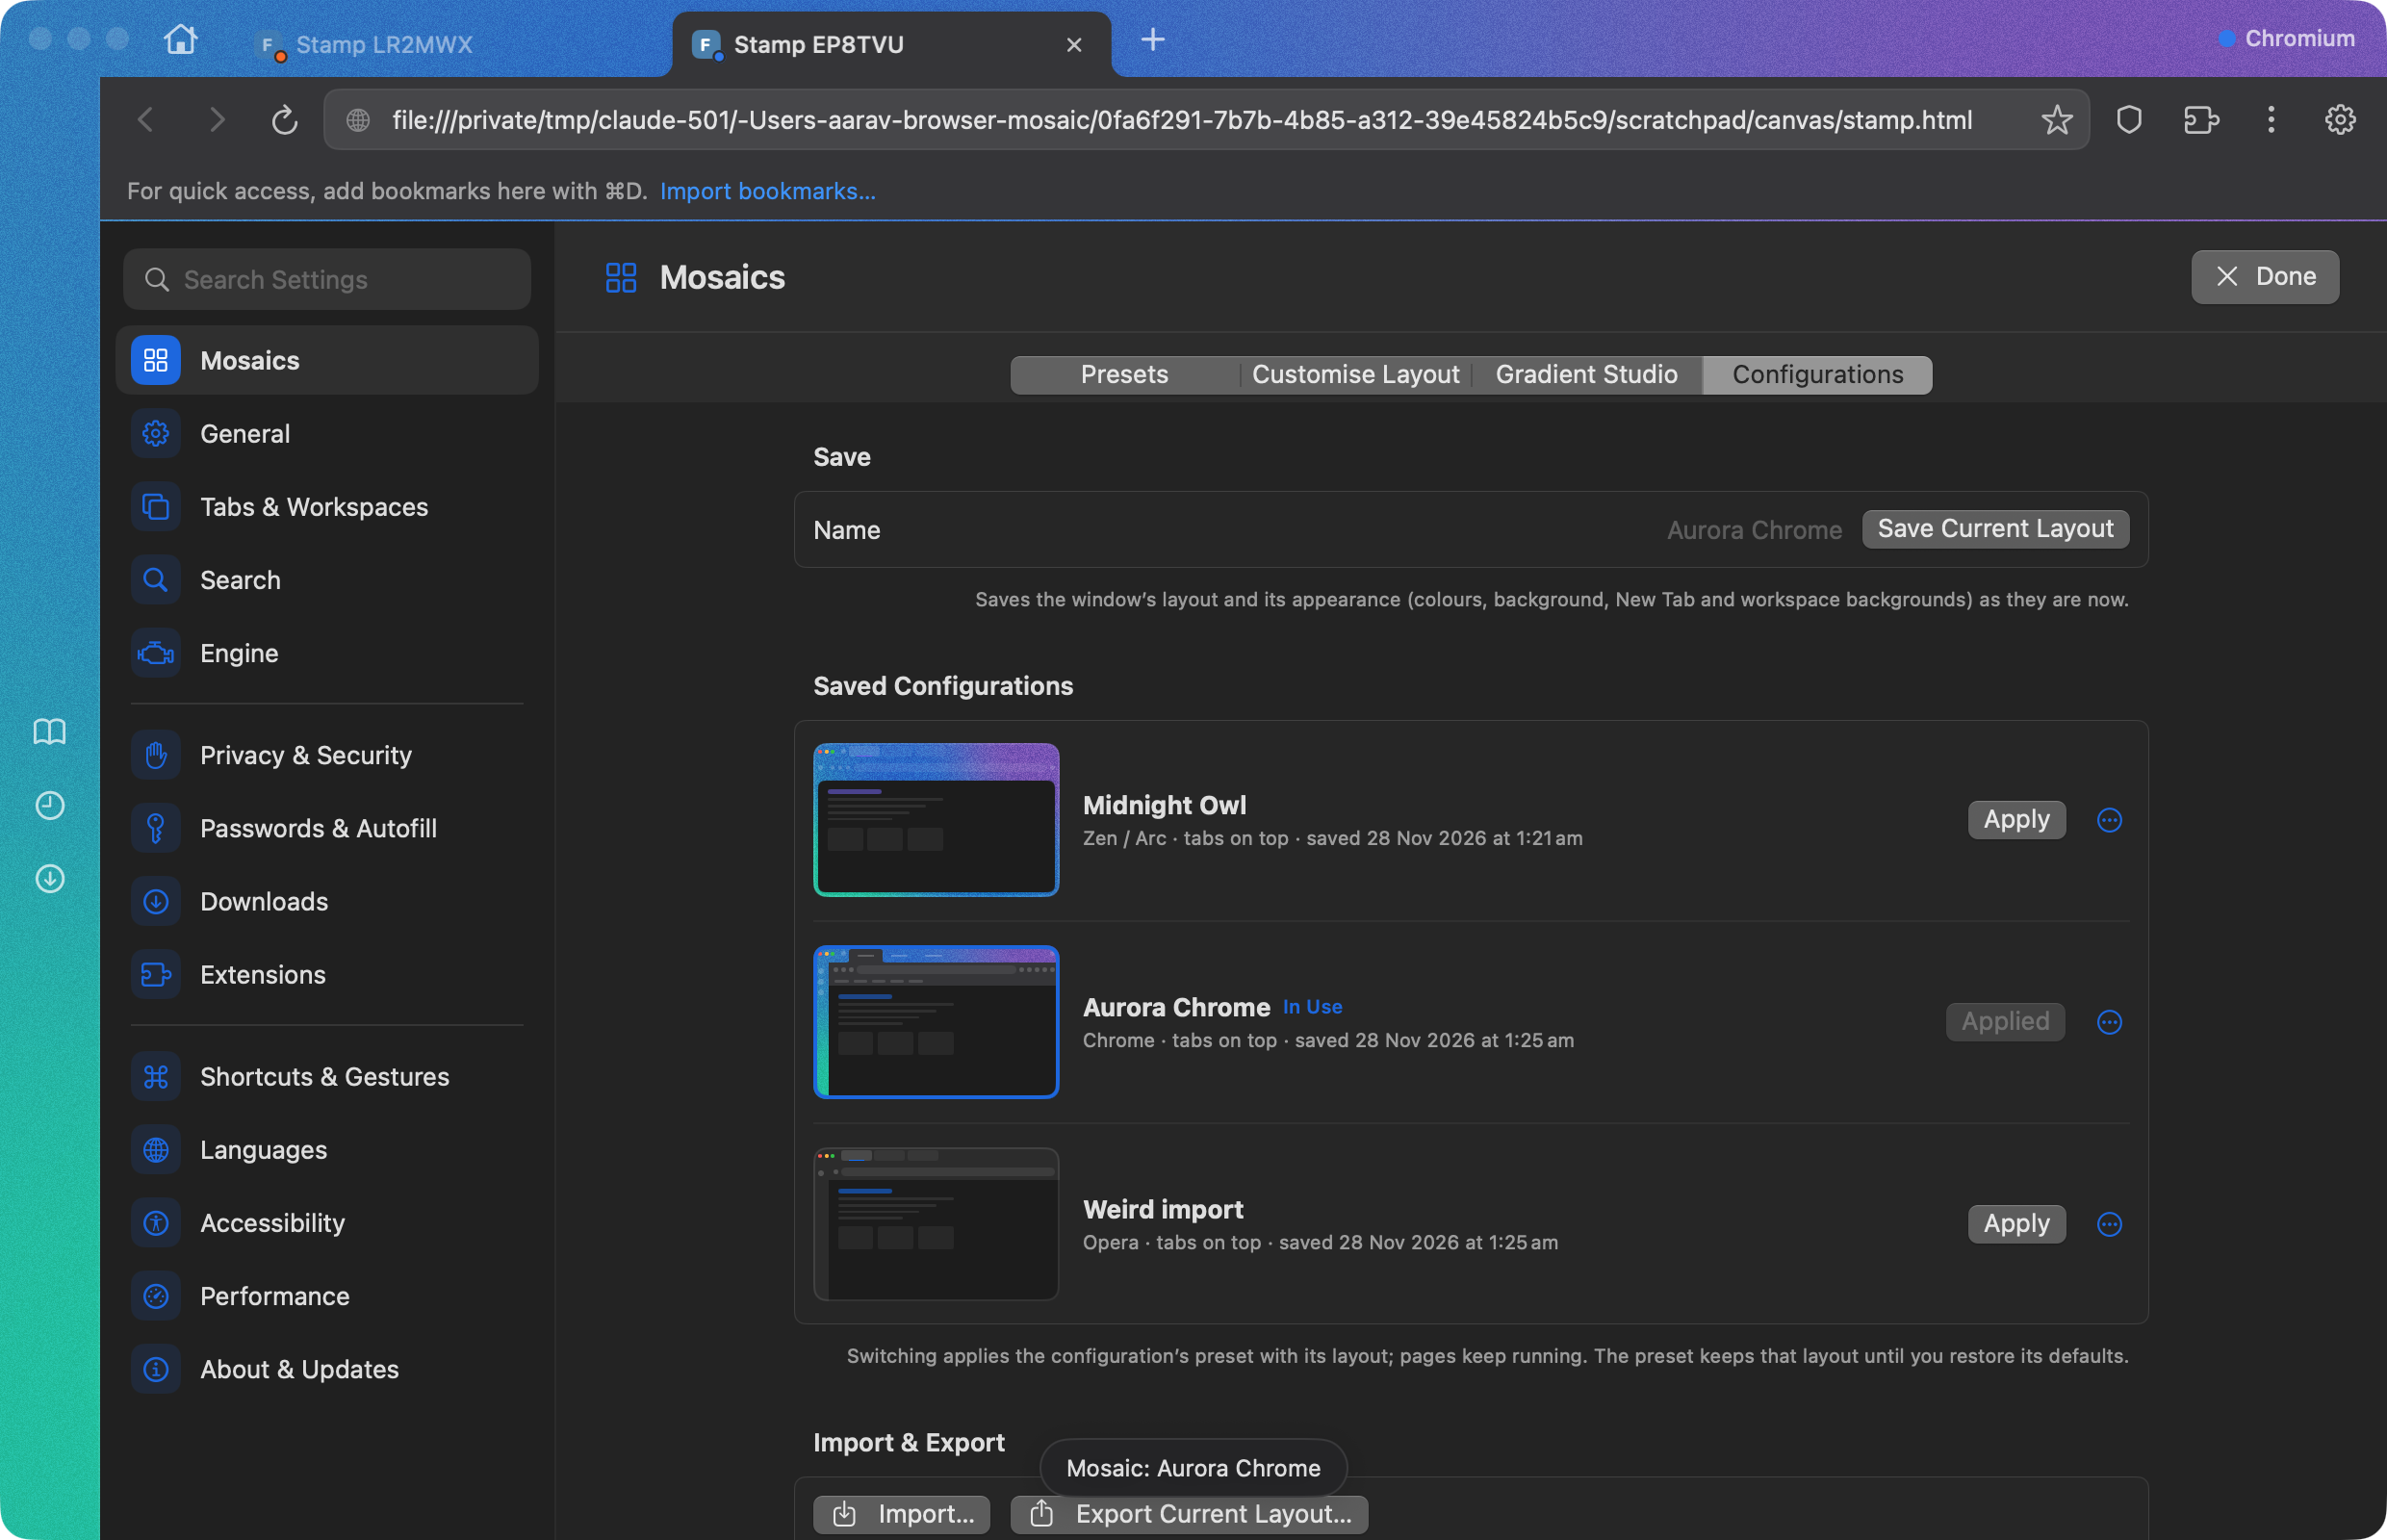 Stamp LR2MWX
Stamp EP8TVU
Chromium
file:///private/tmp/claude-501/-Users-aarav-browser-mosaic/0fa6f291-7b7b-4b85-a312-39e45824b5c9/scratchpad/canvas/stamp.html
For quick access, add bookmarks here with ⌘D. Import bookmarks...
Search Settings
Mosaics
General
Tabs & Workspaces
Search
Engine
Privacy & Security
Passwords & Autofill
Downloads
Extensions
Shortcuts & Gestures
Languages
Accessibility
Performance
About & Updates
Mosaics
Done
Presets
Customise Layout
Gradient Studio
Configurations
Save
Name
Aurora Chrome
Save Current Layout
Saves the window's layout and its appearance (colours, background, New Tab and workspace backgrounds) as they are now.
Saved Configurations
Midnight Owl
Zen / Arc · tabs on top · saved 28 Nov 2026 at 1:21 am
Apply
Aurora Chrome In Use
Chrome · tabs on top · saved 28 Nov 2026 at 1:25 am
Applied
Weird import
Opera · tabs on top · saved 28 Nov 2026 at 1:25 am
Apply
Switching applies the configuration's preset with its layout; pages keep running. The preset keeps that layout until you restore its defaults.
Import & Export
Mosaic: Aurora Chrome
Import...
Export Current Layout...